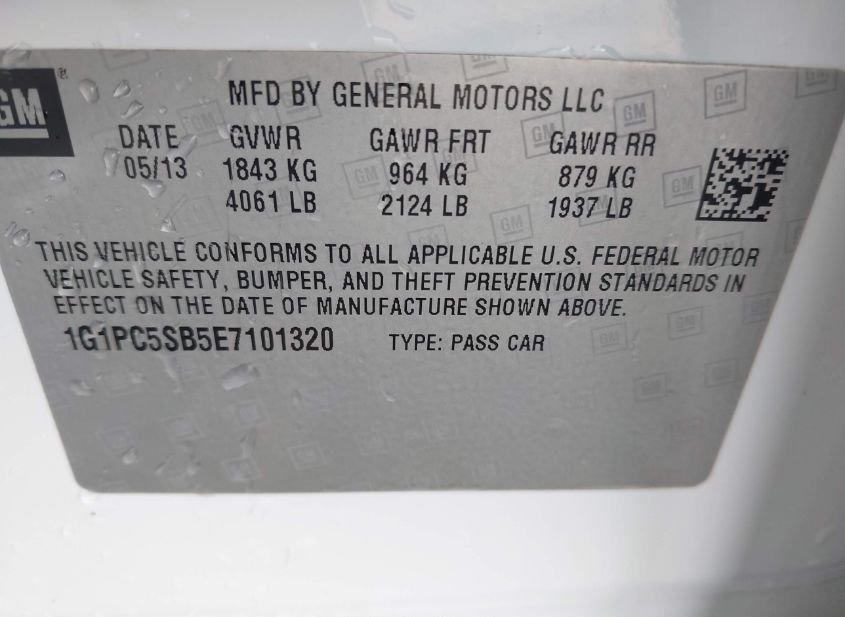 GM
MFD BY GENERAL MOTORS LLC
DATE GVWR GAWR FRT GAWR RR
05/13 1843 KG 964 KG 879 KG
4061 LB 2124 LB 1937 LB
THIS VEHICLE CONFORMS TO ALL APPLICABLE U.S. FEDERAL MOTOR
VEHICLE SAFETY, BUMPER, AND THEFT PREVENTION STANDARDS IN
EFFECT ON THE DATE OF MANUFACTURE SHOWN ABOVE.
1G1PC5SB5E7101320 TYPE: PASS CAR